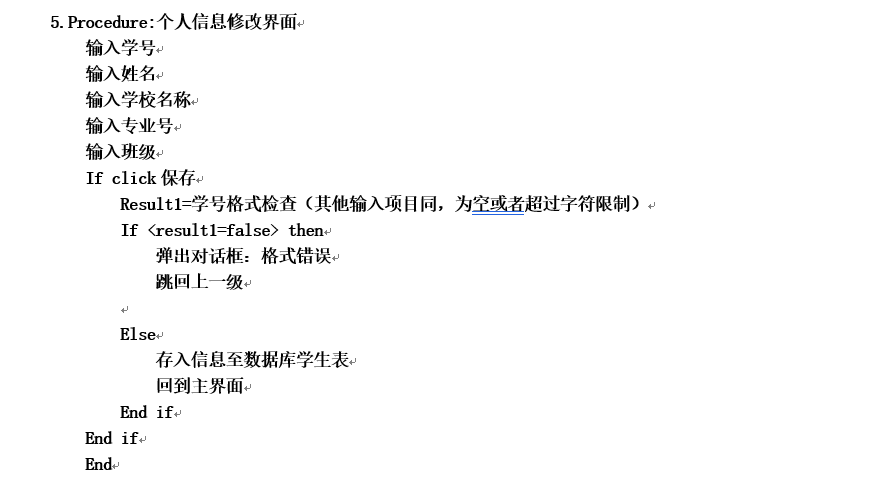 5.Procedure:个人信息修改界面
输入学号
输入姓名
输入学校名称
输入专业号
输入班级
If click 保存
Result1=学号格式检查（其他输入项目同，为空或者超过字符限制）
If <result1=false> then
弹出对话框：格式错误
跳回上一级
Else
存入信息至数据库学生表
回到主界面
End if
End if
End